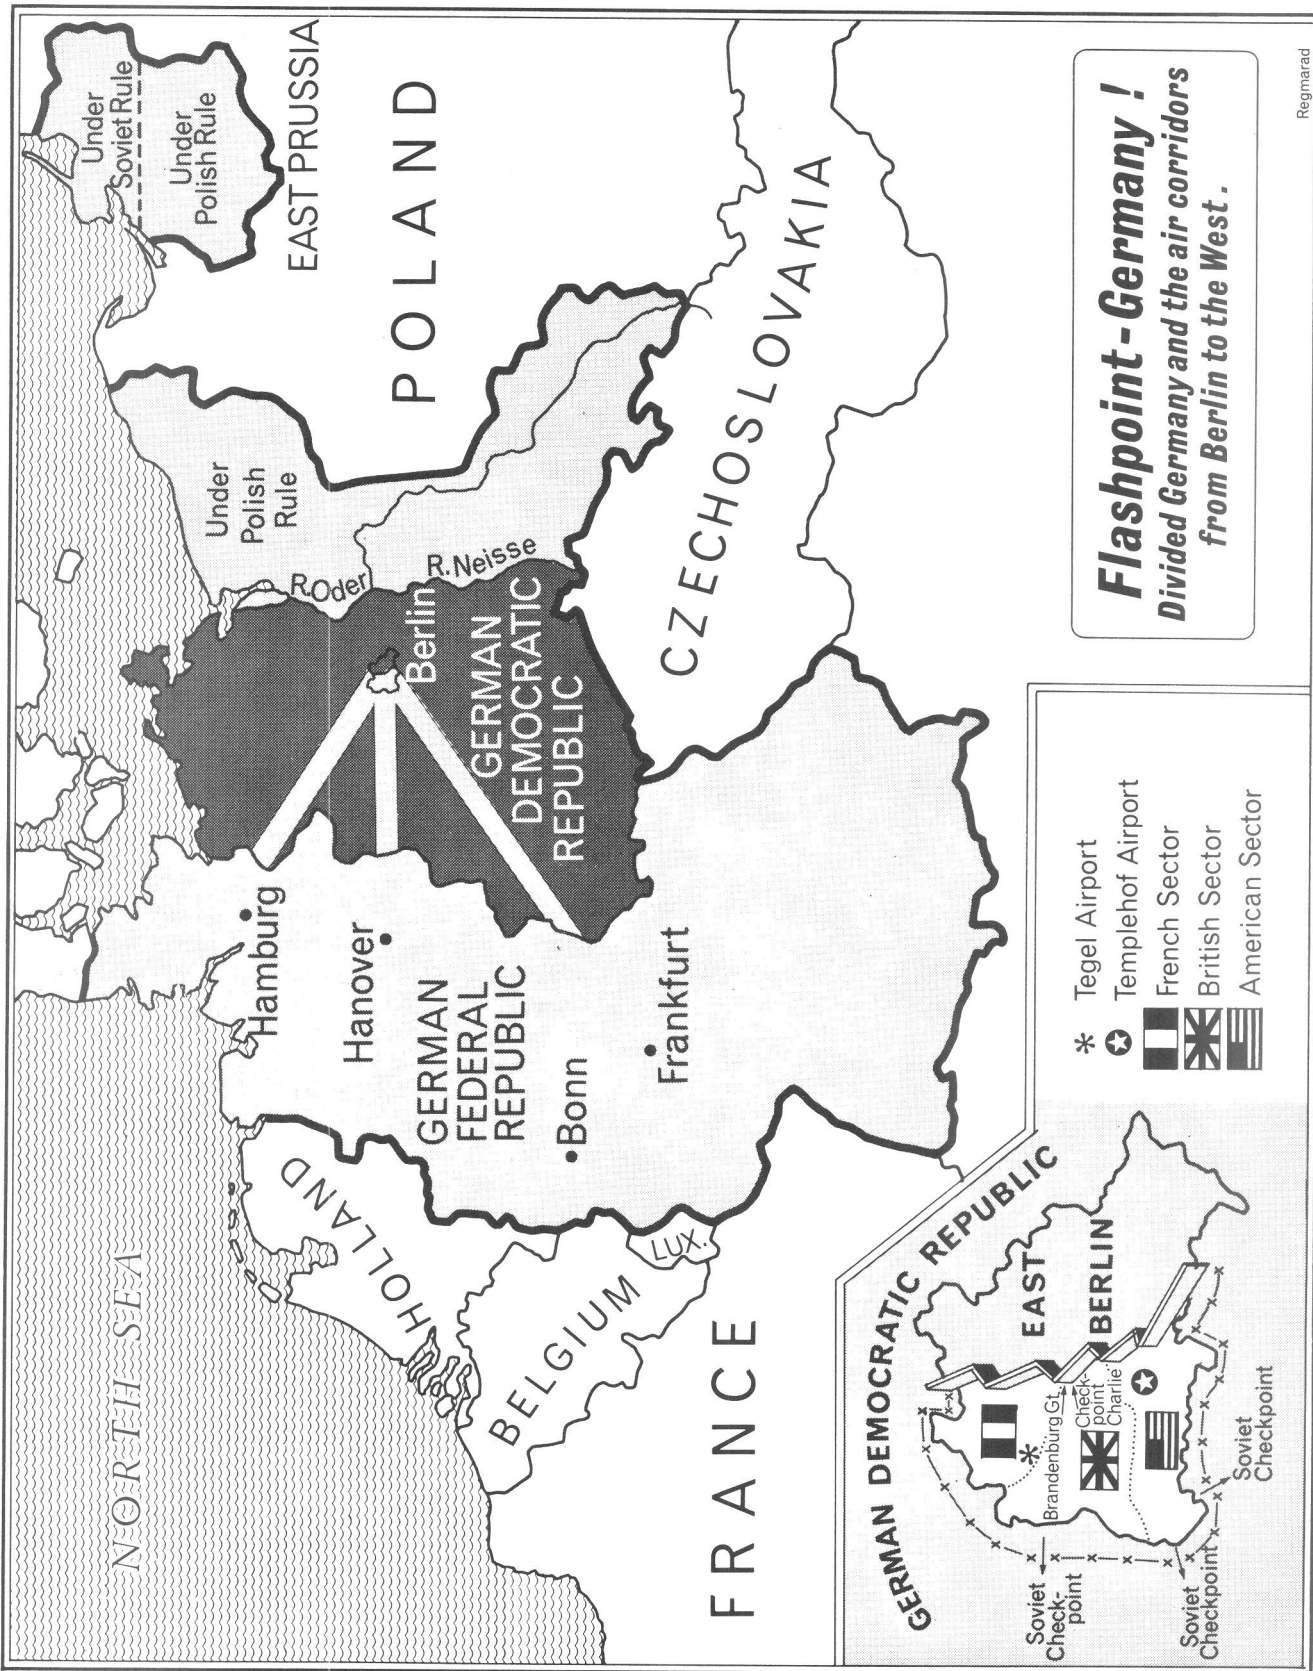 Flashpoint-Germany !
Divided Germany and the air corridors
from Berlin to the West.
NORTH SEA
Under
Soviet Rule
Under
Polish Rule
EAST PRUSSIA
POLAND
Under
Polish
Rule
R.Oder
R.Neisse
Berlin
GERMAN
DEMOCRATIC
REPUBLIC
Hamburg
Hanover
GERMAN
FEDERAL
REPUBLIC
Bonn
Frankfurt
HOLLAND
BELGIUM
LUX.
FRANCE
CZECHOSLOVAKIA
GERMAN DEMOCRATIC REPUBLIC
EAST
BERLIN
Brandenburg Gt.
Check-
point
Charlie
Soviet
Check-
point
Soviet
Checkpoint
Soviet
Checkpoint
Tegel Airport
Templehof Airport
French Sector
British Sector
American Sector
Regmarad